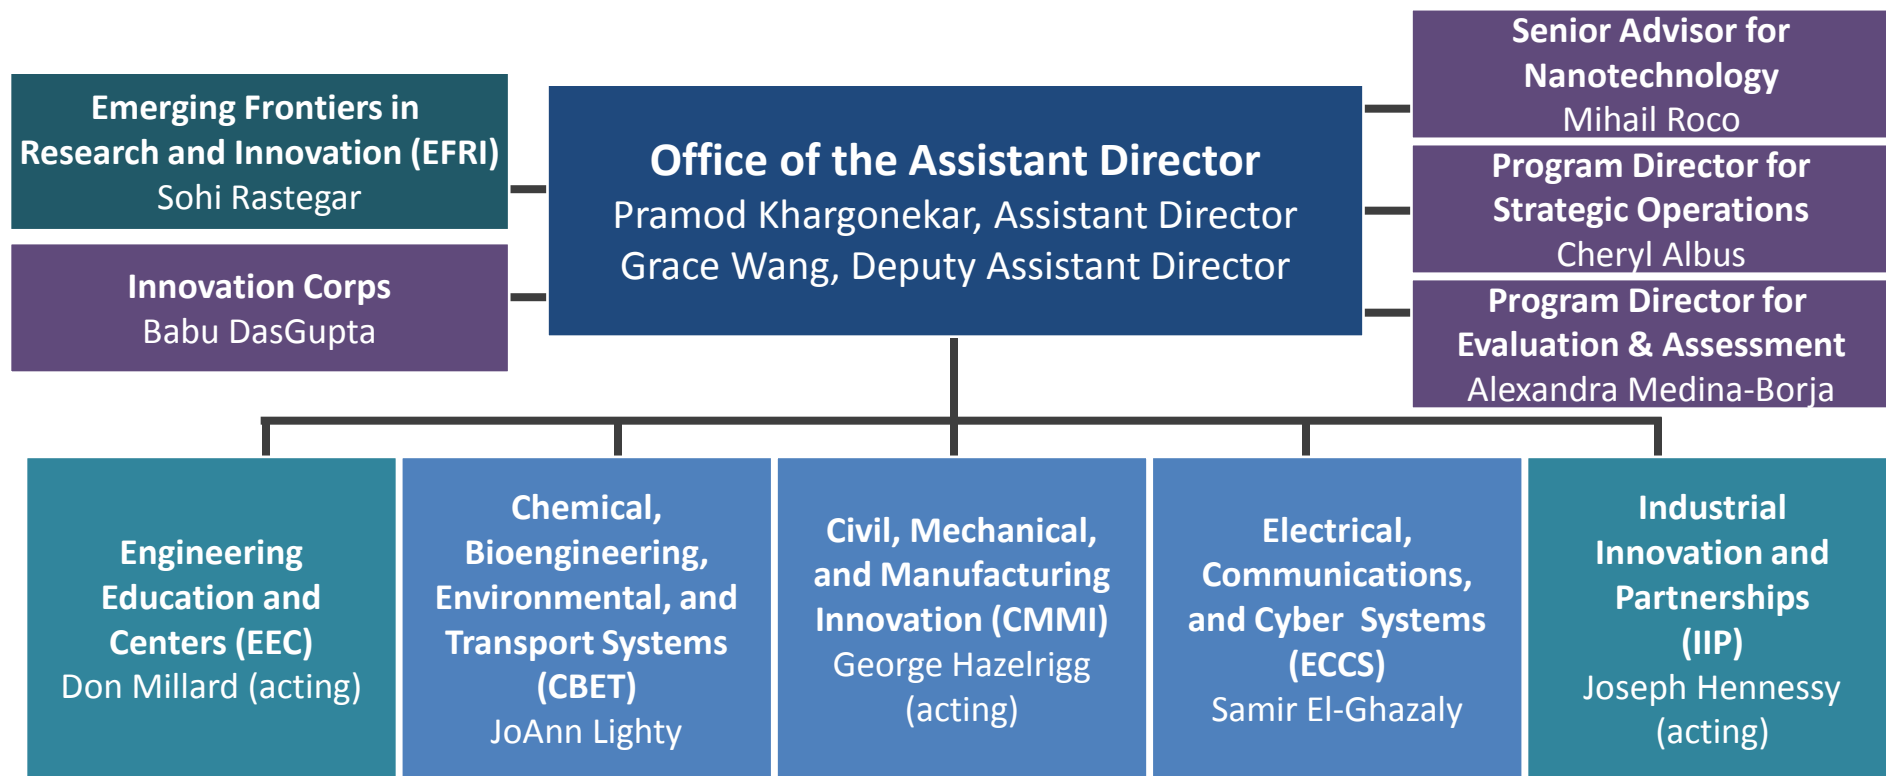 Emerging Frontiers in
Research and Innovation (EFRI)
Sohi Rastegar
Innovation Corps
Babu DasGupta
Office of the Assistant Director
Pramod Khargonekar, Assistant Director
Grace Wang, Deputy Assistant Director
Senior Advisor for
Nanotechnology
Mihail Roco
Program Director for
Strategic Operations
Cheryl Albus
Program Director for
Evaluation & Assessment
Alexandra Medina-Borja
Engineering
Education and
Centers (EEC)
Don Millard (acting)
Chemical,
Bioengineering,
Environmental, and
Transport Systems
(CBET)
JoAnn Lighty
Civil, Mechanical,
and Manufacturing
Innovation (CMMI)
George Hazelrigg
(acting)
Electrical,
Communications,
and Cyber Systems
(ECCS)
Samir El-Ghazaly
Industrial
Innovation and
Partnerships
(IIP)
Joseph Hennessy
(acting)